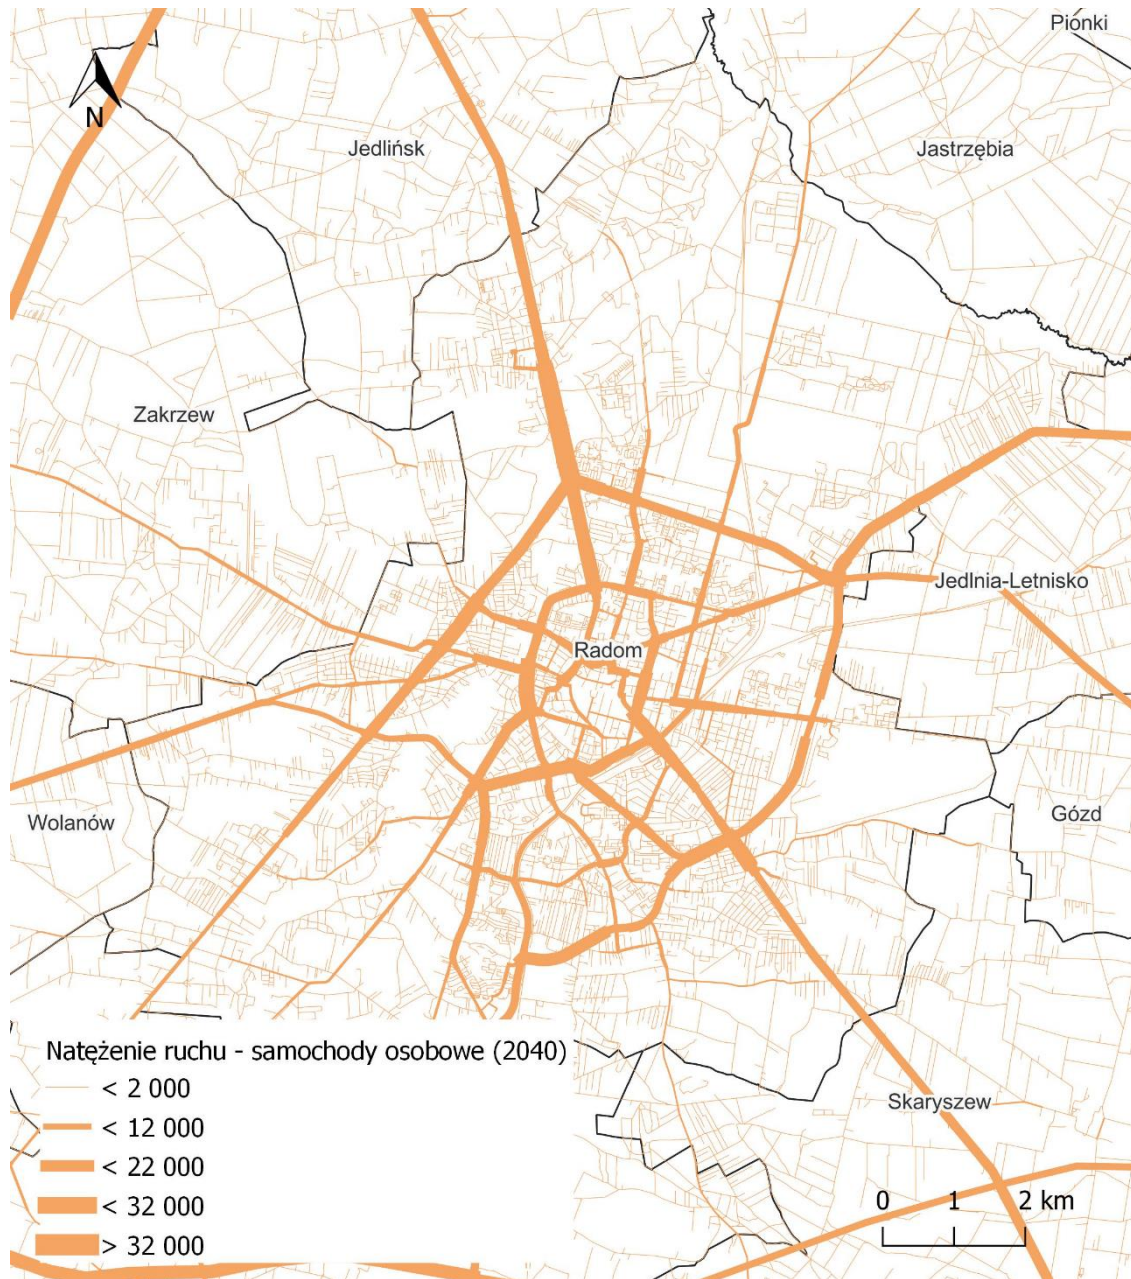 Pionki
N
Jedlińsk
Jastrzębia
Zakrzew
Jedlnia-Letnisko
Radom
Wolanów
Gózd
Natężenie ruchu - samochody osobowe (2040)
< 2 000
< 12 000
< 22 000
< 32 000
> 32 000
Skaryszew
0 1 2 km